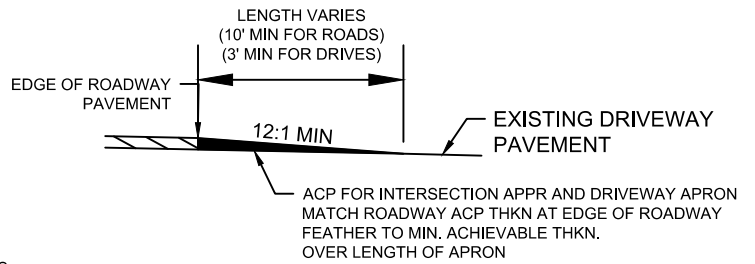 LENGTH VARIES
(10' MIN FOR ROADS)
(3' MIN FOR DRIVES)
EDGE OF ROADWAY
PAVEMENT
12:1 MIN
EXISTING DRIVEWAY
PAVEMENT
ACP FOR INTERSECTION APPR AND DRIVEWAY APRON
MATCH ROADWAY ACP THKN AT EDGE OF ROADWAY
FEATHER TO MIN. ACHIEVABLE THKN.
OVER LENGTH OF APRON